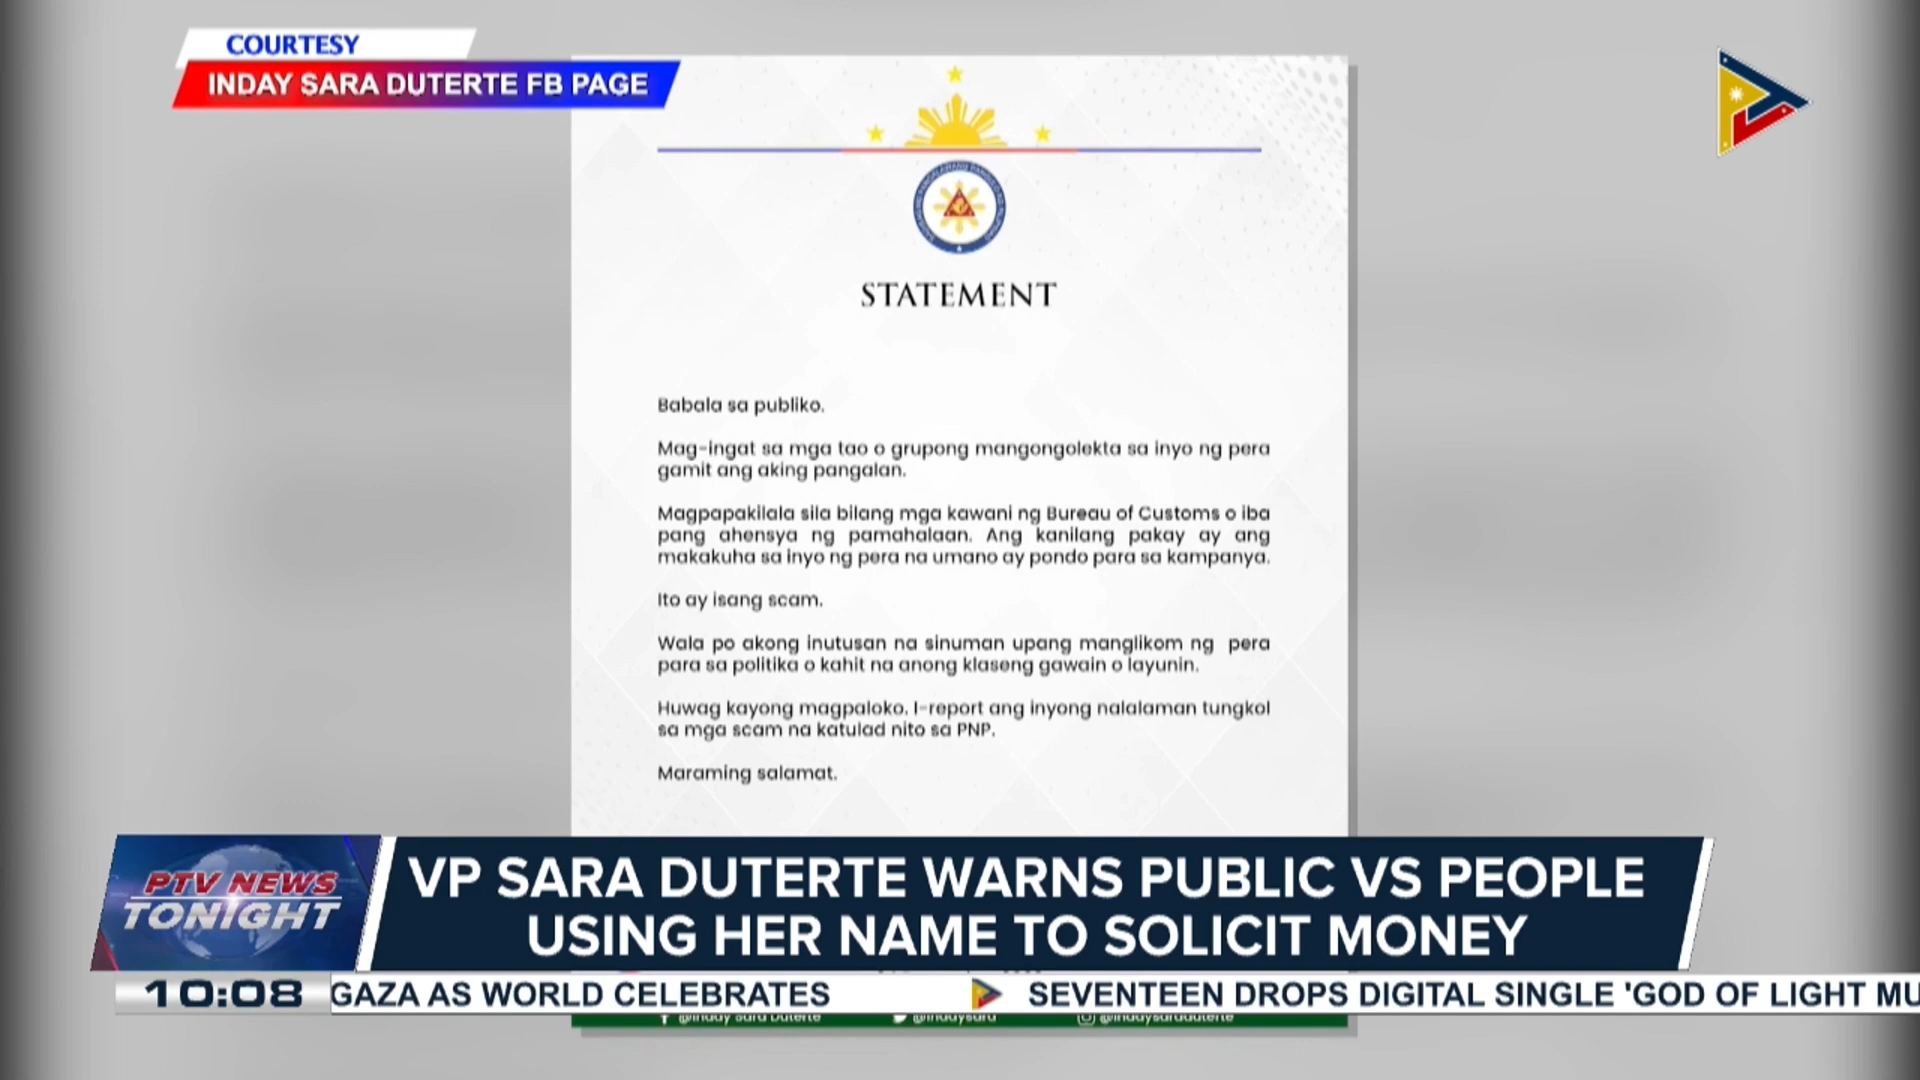 COURTESY
INDAY SARA DUTERTE FB PAGE
STATEMENT
Babala sa publiko.
Mag-ingat sa mga tao o grupong mangongolekta sa inyo ng pera
gamit ang aking pangalan.
Magpapakilala sila bilang mga kawani ng Bureau of Customs o iba
pang ahensya ng pamahalaan. Ang kanilang pakay ay ang
makakuha sa inyo ng pera na umano ay pondo para sa kampanya.
Ito ay isang scam.
Wala po akong inutusan na sinuman upang manglikom ng pera
para sa politika o kahit na anong klaseng gawain o layunin.
Huwag kayong magpaloko. I-report ang inyong nalalaman tungkol
sa mga scam na katulad nito sa PNP.
Maraming salamat.
PTV NEWS
TONIGHT
VP SARA DUTERTE WARNS PUBLIC VS PEOPLE
USING HER NAME TO SOLICIT MONEY
10:08 GAZA AS WORLD CELEBRATES SEVENTEEN DROPS DIGITAL SINGLE 'GOD OF LIGHT MU
@Inday Sara Duterte @indaysara @indaysaraduterte